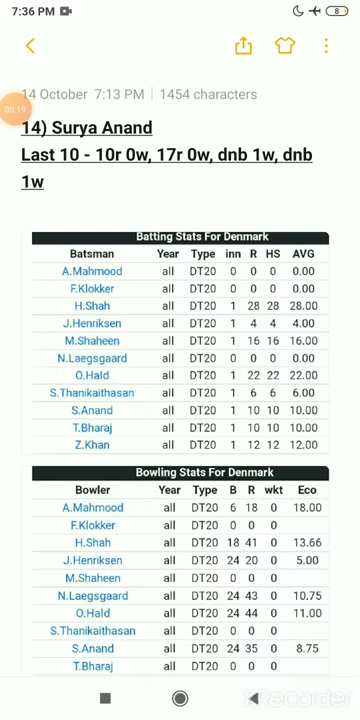 7:36 PM
8
14 October 7:13 PM | 1454 characters
06:19
14) Surya Anand
Last 10 - 10r 0w, 17r 0w, dnb 1w, dnb
1w
Batting Stats For Denmark
Batsman Year Type inn R HS AVG
A.Mahmood all DT20 0 0 0 0.00
F.Klokker all DT20 0 0 0 0.00
H.Shah all DT20 1 28 28 28.00
J.Henriksen all DT20 1 4 4 4.00
M.Shaheen all DT20 1 16 16 16.00
N.Laegsgaard all DT20 0 0 0 0.00
O.Hald all DT20 1 22 22 22.00
S.Thanikaithasan all DT20 1 6 6 6.00
S.Anand all DT20 1 10 10 10.00
T.Bharaj all DT20 1 10 10 10.00
Z.Khan all DT20 1 12 12 12.00
Bowling Stats For Denmark
Bowler Year Type B R wkt Eco
A.Mahmood all DT20 6 18 0 18.00
F.Klokker all DT20 0 0 0
H.Shah all DT20 18 41 0 13.66
J.Henriksen all DT20 24 20 0 5.00
M.Shaheen all DT20 0 0 0
N.Laegsgaard all DT20 24 43 0 10.75
O.Hald all DT20 24 44 0 11.00
S.Thanikaithasan all DT20 0 0 0
S.Anand all DT20 24 35 0 8.75
T.Bharaj all DT20 0 0 0
XRecorder